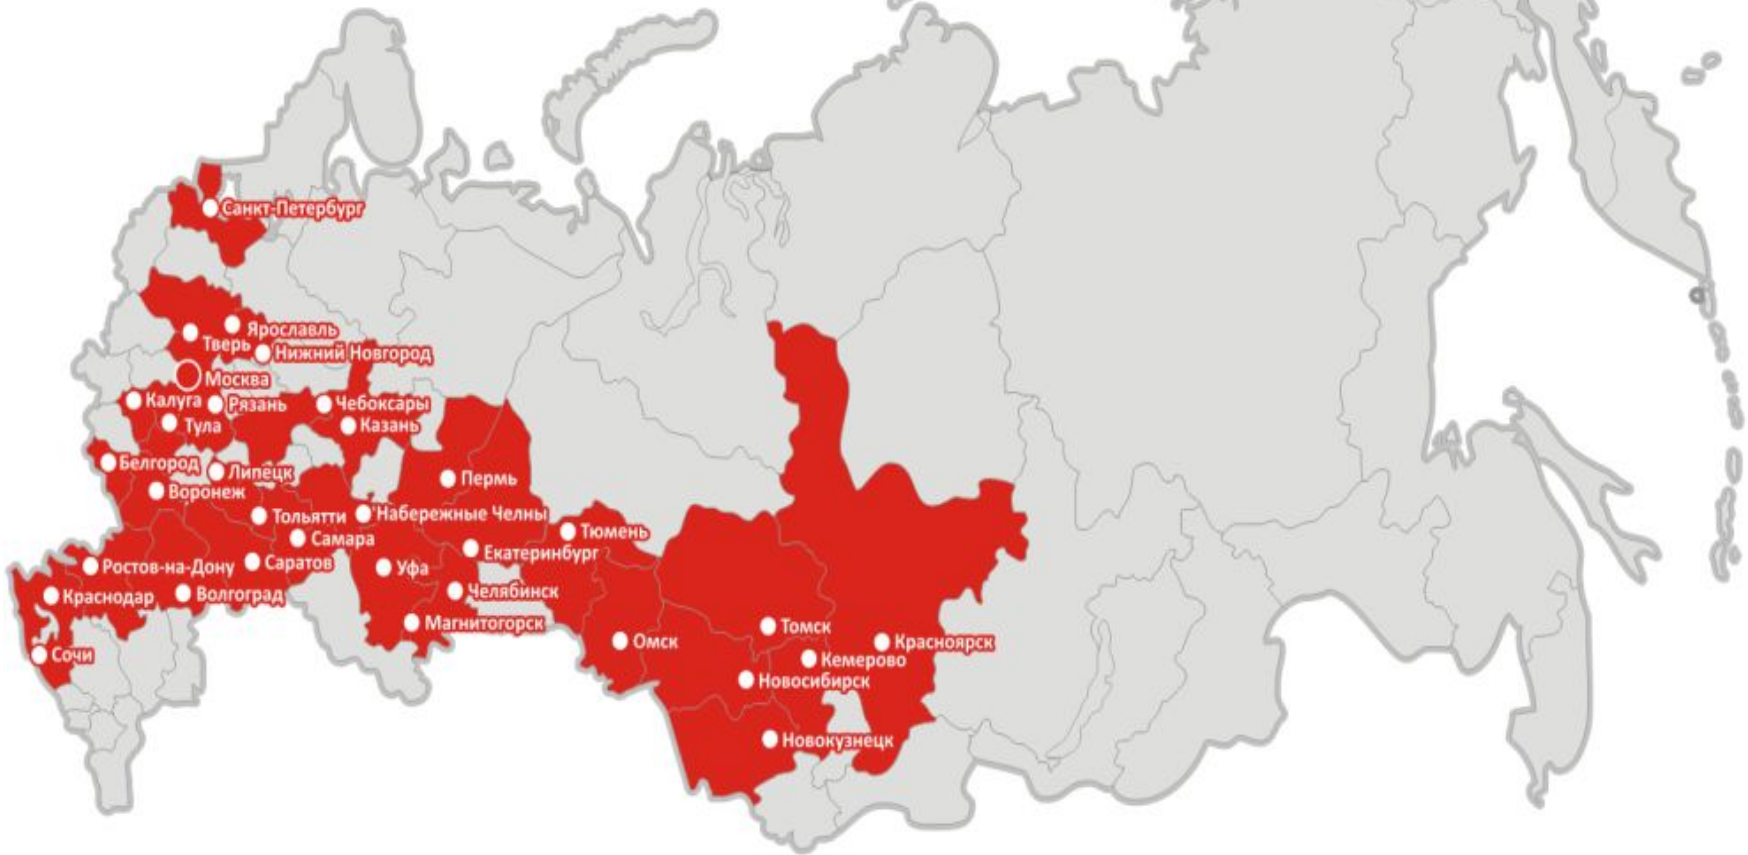 Санкт-Петербург
Ярославль
Тверь
Нижний Новгород
Москва
Калуга
Рязань
Чебоксары
Тула
Казань
Белгород
Липецк
Пермь
Воронеж
Тольятти
Набережные Челны
Самара
Тюмень
Екатеринбург
Ростов-на-Дону
Саратов
Уфа
Краснодар
Волгоград
Челябинск
Магнитогорск
Омск
Томск
Красноярск
Сочи
Кемерово
Новосибирск
Новокузнецк